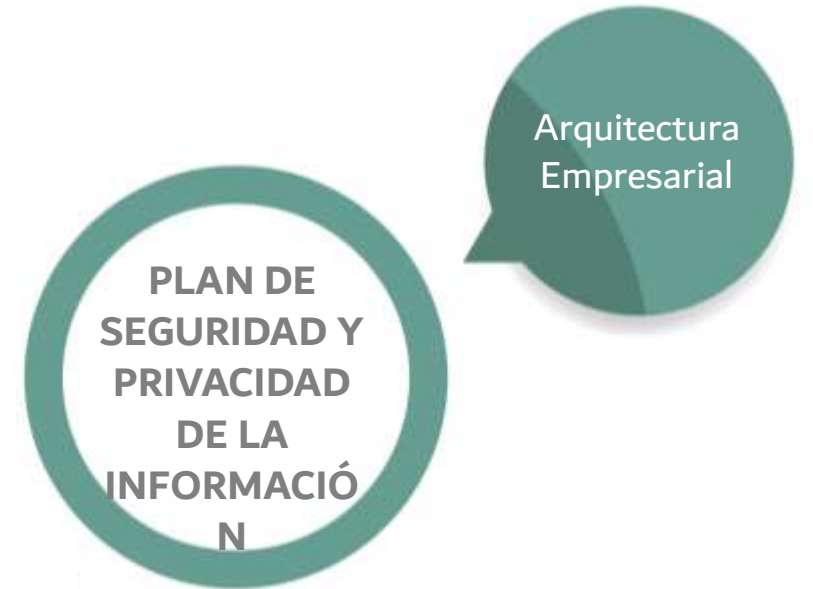 Arquitectura
Empresarial
PLAN DE
SEGURIDAD Y
PRIVACIDAD
DE LA
INFORMACIÓ
N